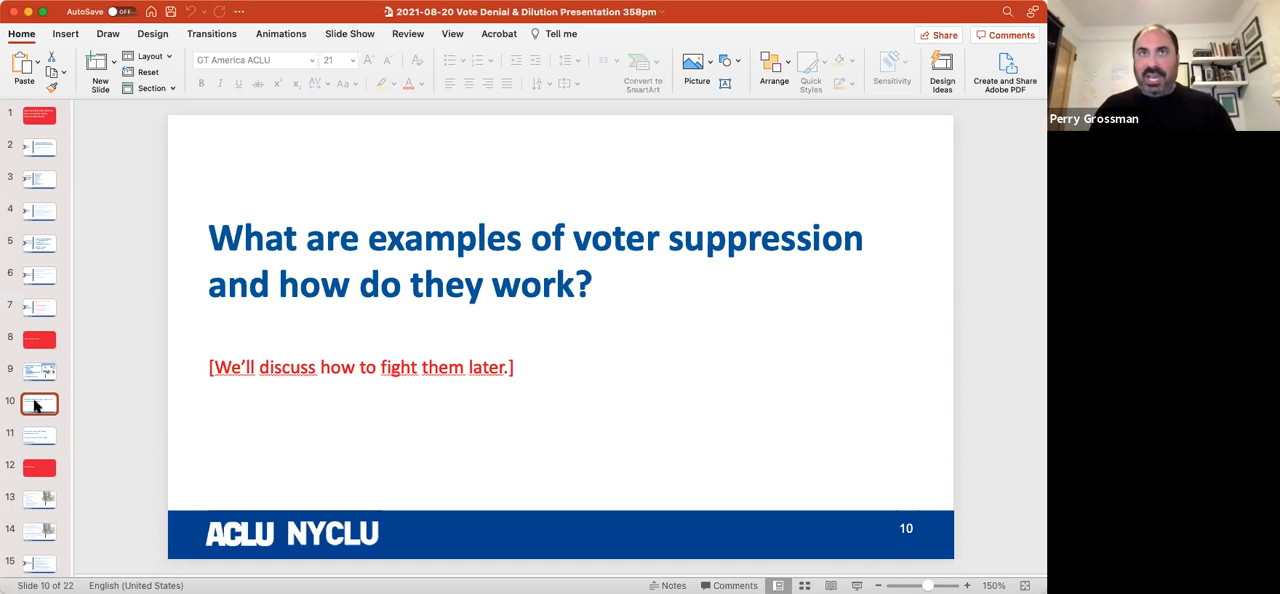 AutoSave OFF
2021-08-20 Vote Denial & Dilution Presentation 358pm
Home Insert Draw Design Transitions Animations Slide Show Review View Acrobat Tell me
Share Comments
Paste
New Slide
Layout
Reset
Section
GT America ACLU 21
Convert to SmartArt
Picture
Arrange
Quick Styles
Sensitivity
Design Ideas
Create and Share Adobe PDF
Perry Grossman
1
2
3
4
5
6
7
8
9
10
11
12
13
14
15
What are examples of voter suppression
and how do they work?
[We'll discuss how to fight them later.]
ACLU NYCLU
10
Slide 10 of 22 English (United States) Notes Comments 150%